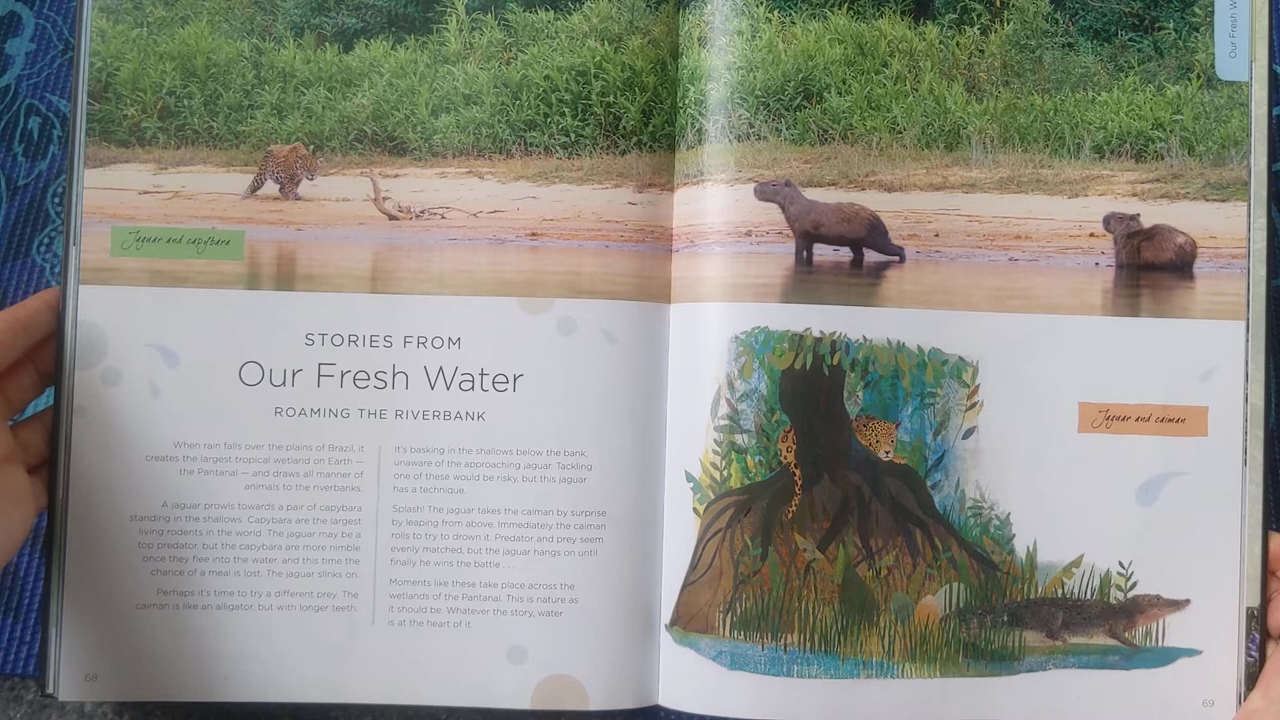 Our Fresh W
Jaguar and capybara
STORIES FROM
Our Fresh Water
ROAMING THE RIVERBANK
When rain falls over the plains of Brazil, it
creates the largest tropical wetland on Earth —
the Pantanal — and draws all manner of
animals to the riverbanks.
A jaguar prowls towards a pair of capybara
standing in the shallows. Capybara are the largest
living rodents in the world. The jaguar may be a
top predator, but the capybara are more nimble
once they flee into the water, and this time the
chance of a meal is lost. The jaguar slinks on.
Perhaps it's time to try a different prey. The
caiman is like an alligator, but with longer teeth.
It's basking in the shallows below the bank,
unaware of the approaching jaguar. Tackling
one of these would be risky, but this jaguar
has a technique.
Splash! The jaguar takes the caiman by surprise
by leaping from above. Immediately the caiman
rolls to try to drown it. Predator and prey seem
evenly matched, but the jaguar hangs on until
finally he wins the battle . . .
Moments like these take place across the
wetlands of the Pantanal. This is nature as
it should be. Whatever the story, water
is at the heart of it.
68
Jaguar and caiman
69